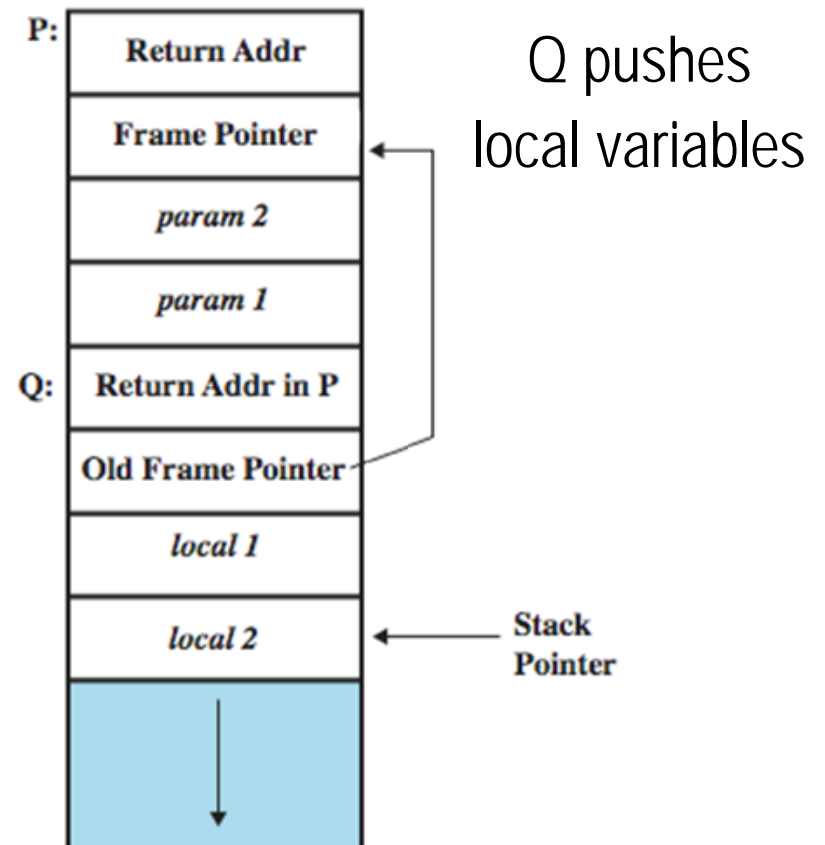 P:
Return Addr
Q pushes
local variables
Frame Pointer
param 2
param 1
Q:
Return Addr in P
Old Frame Pointer
local 1
local 2
Stack
Pointer